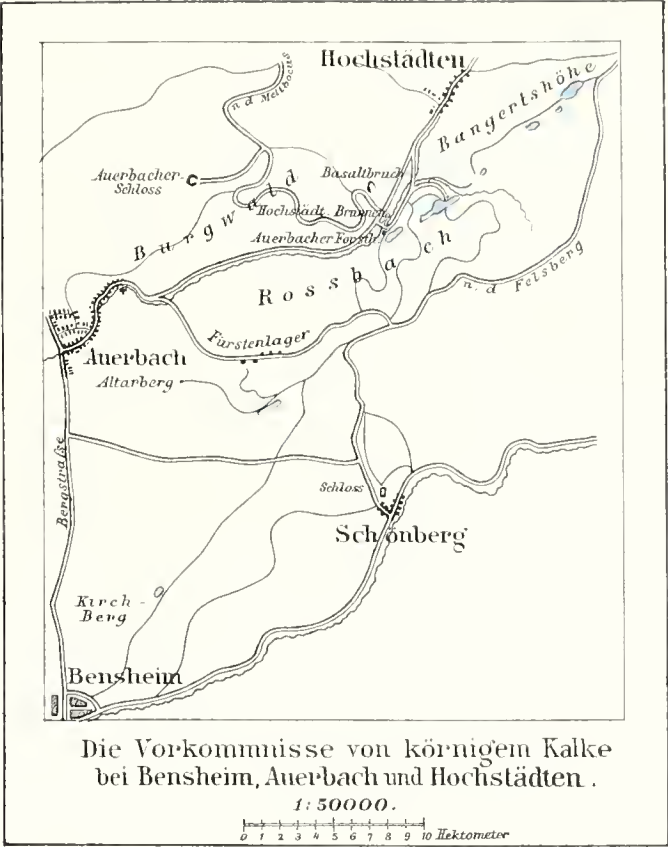 Hochstädten
n. d. Melibocus
Bangertshöhe
Auerbacher-
Schloss
Basaltbruch
Burgwald
Hochstädt. Brunnen
Auerbacher Forsth.
Rossbach
n. d. Felsberg
Fürstenlager
Auerbach
Altarberg
Bergstraße
Schloss
Schönberg
Kirch-
Berg
Bensheim
Die Vorkommnisse von körnigem Kalke
bei Bensheim, Auerbach und Hochstädten.
1:50000.
0 1 2 3 4 5 6 7 8 9 10 Hektometer